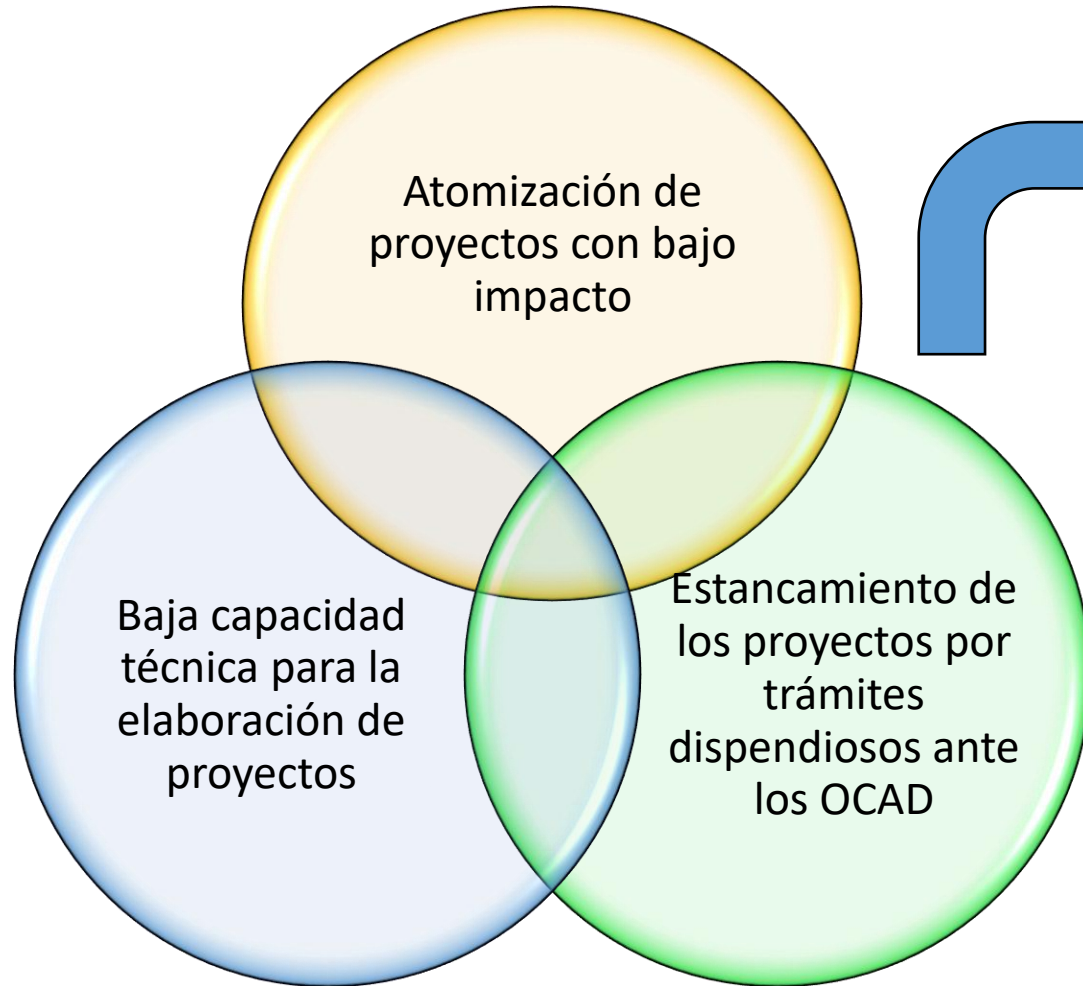 Atomización de
proyectos con bajo
impacto
Baja capacidad
técnica para la
elaboración de
proyectos
Estancamiento de
los proyectos por
trámites
dispendiosos ante
los OCAD